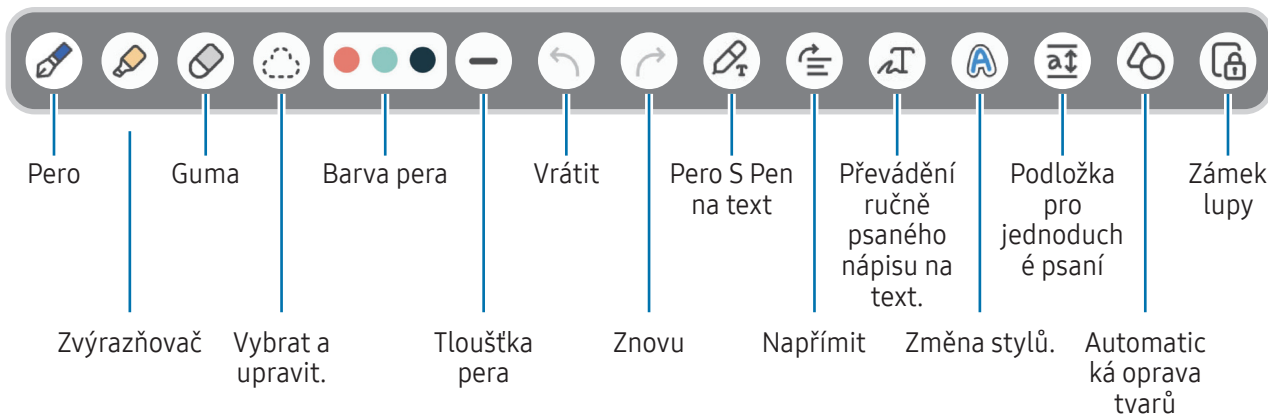 Pero
Guma
Barva pera
Vrátit
Pero S Pen
na text
Převádění
ručně
psaného
nápisu na
text.
Podložka
pro
jednoduch
é psaní
Zámek
lupy
Zvýrazňovač
Vybrat a
upravit.
Tloušťka
pera
Znovu
Napřímit
Změna stylů.
Automatic
ká oprava
tvarů